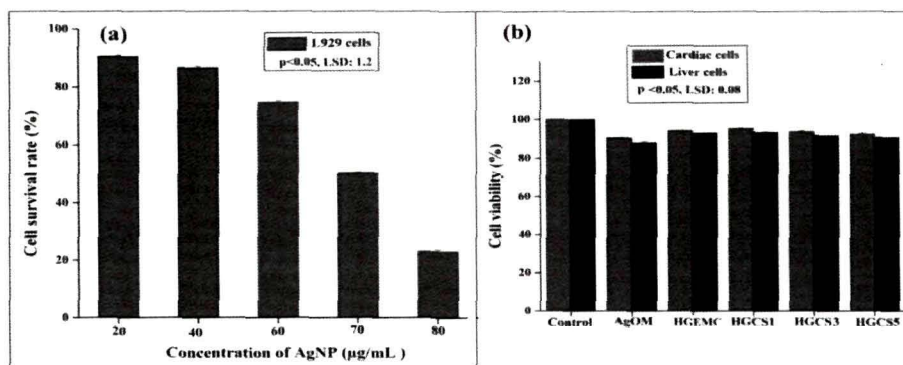 (a)
L929 cells
p<0.05, LSD: 1.2
Cell survival rate (%)
100
80
60
40
20
0
20 40 60 70 80
Concentration of AgNP (µg/mL )
(b)
Cardiac cells
Liver cells
p <0.05, LSD: 0.08
Cell viability (%)
120
100
80
60
40
20
0
Control AgOM HGEMC HGCS1 HGCS3 HGCS5